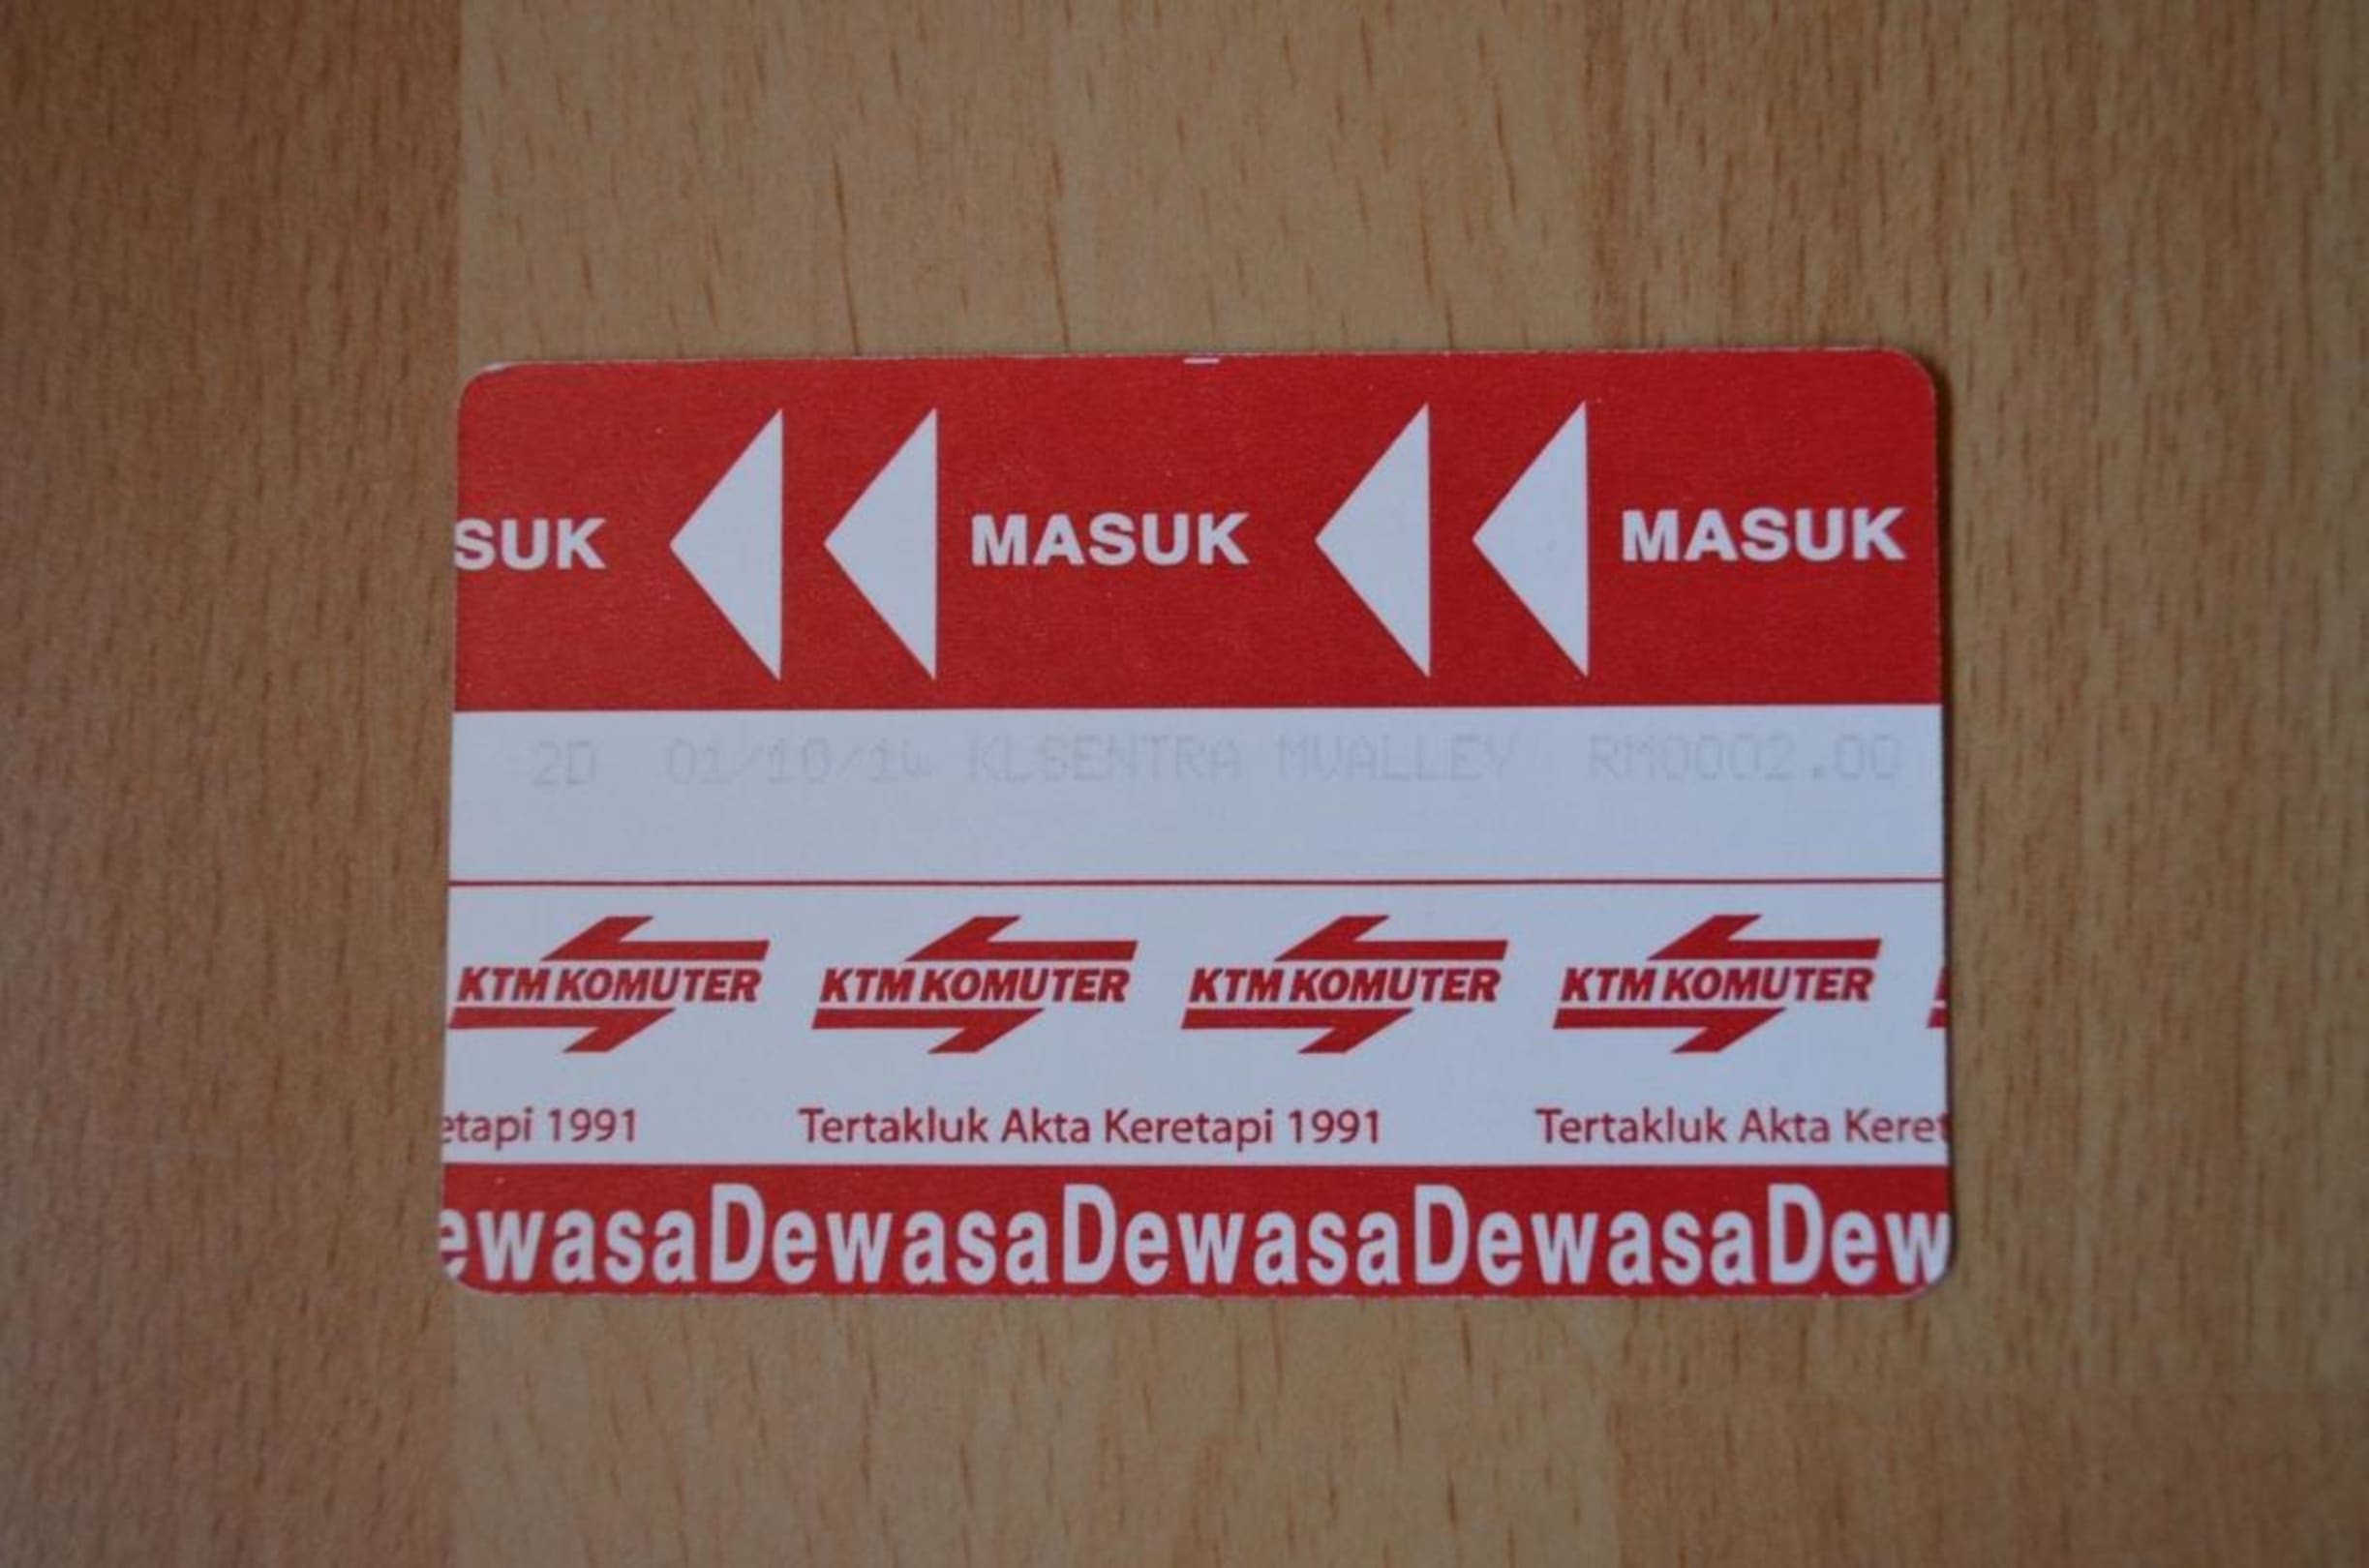 SUK MASUK MASUK
2D 01/10/14 KLSENTRA MVALLEY RM0002.00
KTM KOMUTER KTM KOMUTER KTM KOMUTER KTM KOMUTER
etapi 1991 Tertakluk Akta Keretapi 1991 Tertakluk Akta Keret
ewasaDewasaDewasaDewasaDew